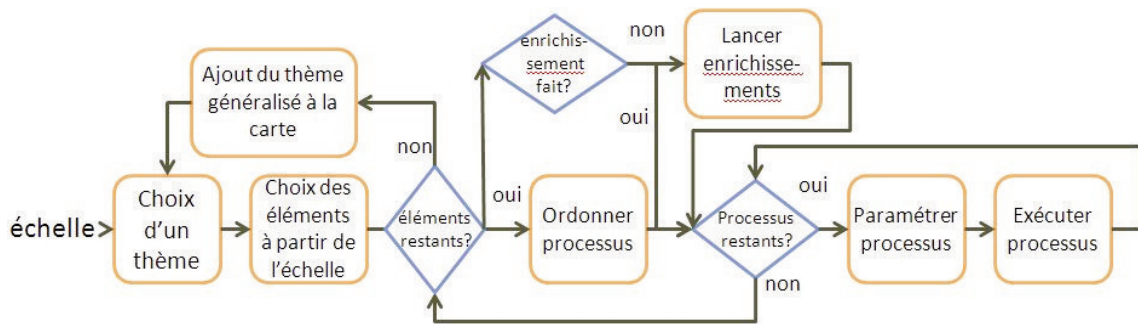 échelle
Choix
d'un
thème
Ajout du thème
généralisé à la
carte
Choix des
éléments
à partir de
l'échelle
non
éléments
restants?
oui
enrichis-
sement
fait?
non
oui
Lancer
enrichisse-
ments
Ordonner
processus
Processus
restants?
oui
non
Paramétrer
processus
Exécuter
processus